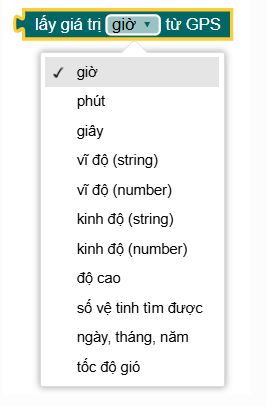 lấy giá trị giờ từ GPS
giờ
phút
giây
vĩ độ (string)
vĩ độ (number)
kinh độ (string)
kinh độ (number)
độ cao
số vệ tinh tìm được
ngày, tháng, năm
tốc độ gió